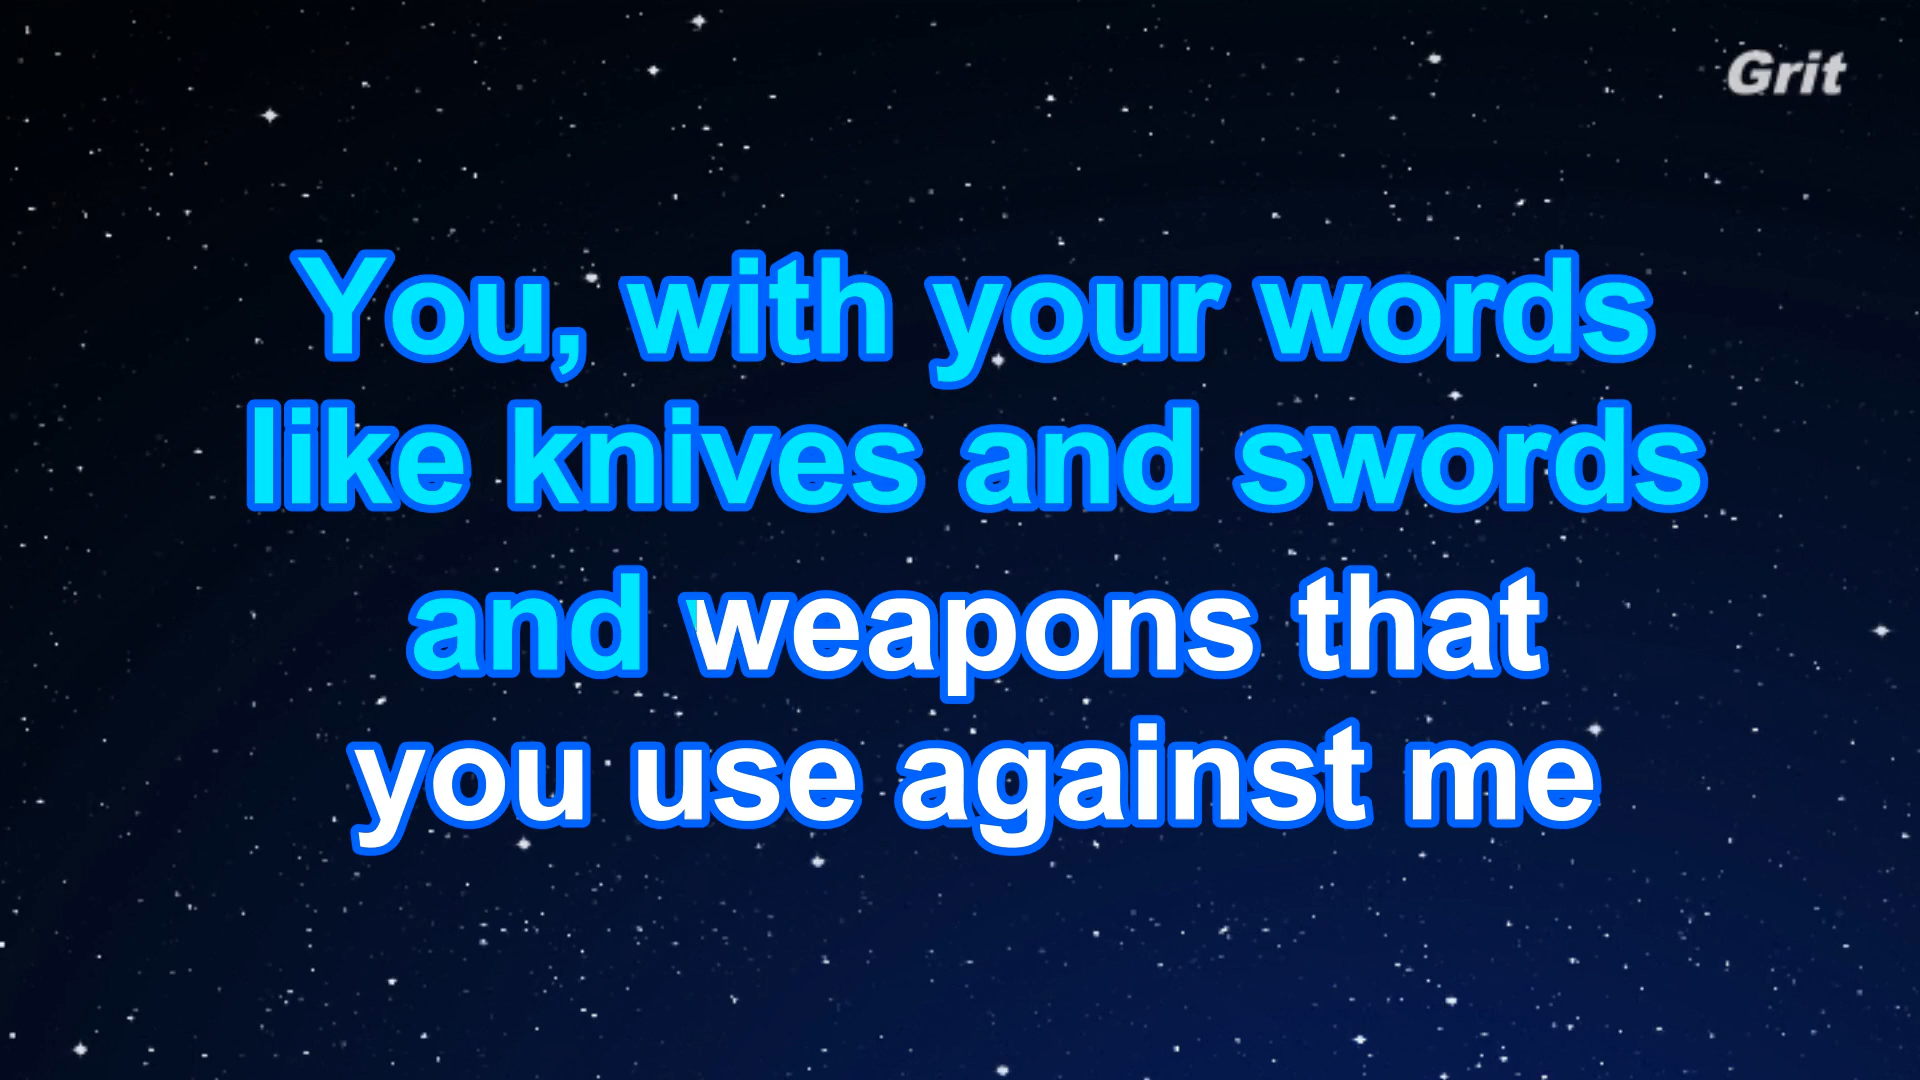 Grit
You, with your words
like knives and swords
and weapons that
you use against me